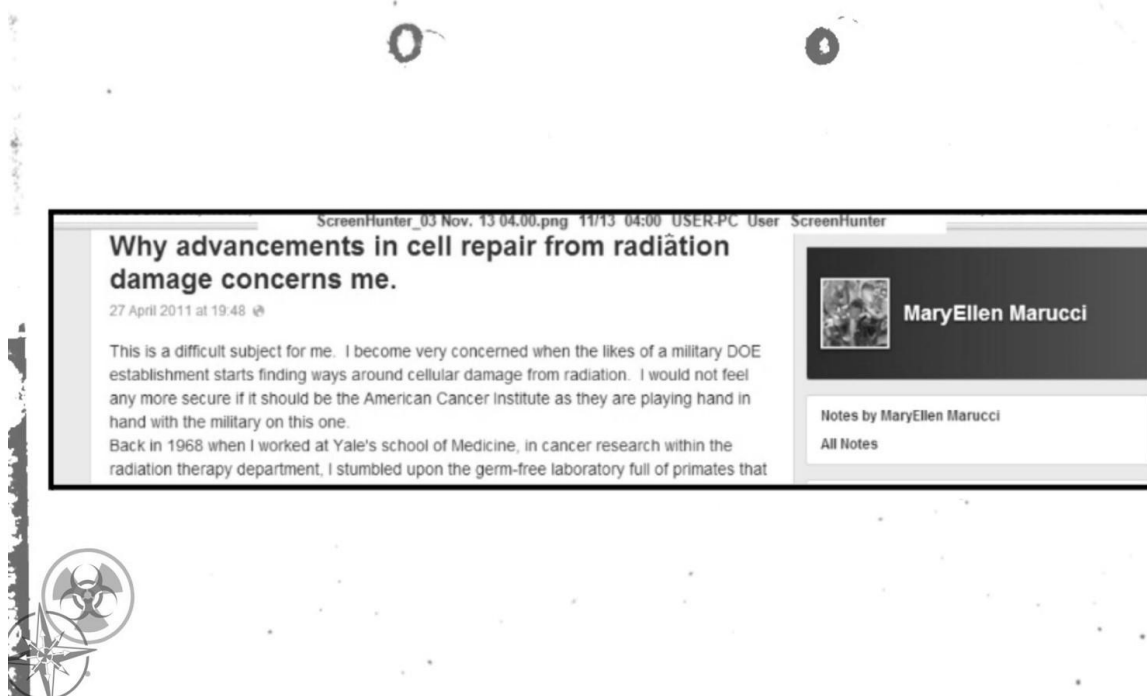 ScreenHunter_03 Nov. 13 04.00.png 11/13 04:00 USER-PC User ScreenHunter
Why advancements in cell repair from radiation
damage concerns me.
27 April 2011 at 19:48
This is a difficult subject for me. I become very concerned when the likes of a military DOE
establishment starts finding ways around cellular damage from radiation. I would not feel
any more secure if it should be the American Cancer Institute as they are playing hand in
hand with the military on this one.
Back in 1968 when I worked at Yale's school of Medicine, in cancer research within the
radiation therapy department, I stumbled upon the germ-free laboratory full of primates that
MaryEllen Marucci
Notes by MaryEllen Marucci
All Notes